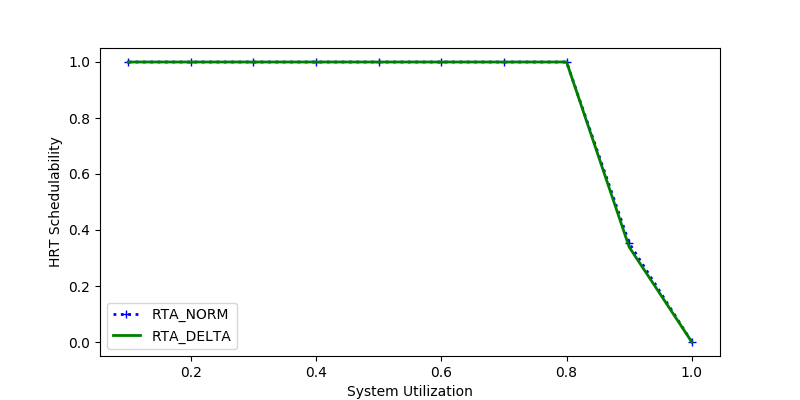 HRT Schedulability
1.0
0.8
0.6
0.4
0.2
0.0
RTA_NORM
RTA_DELTA
0.2 0.4 0.6 0.8 1.0
System Utilization